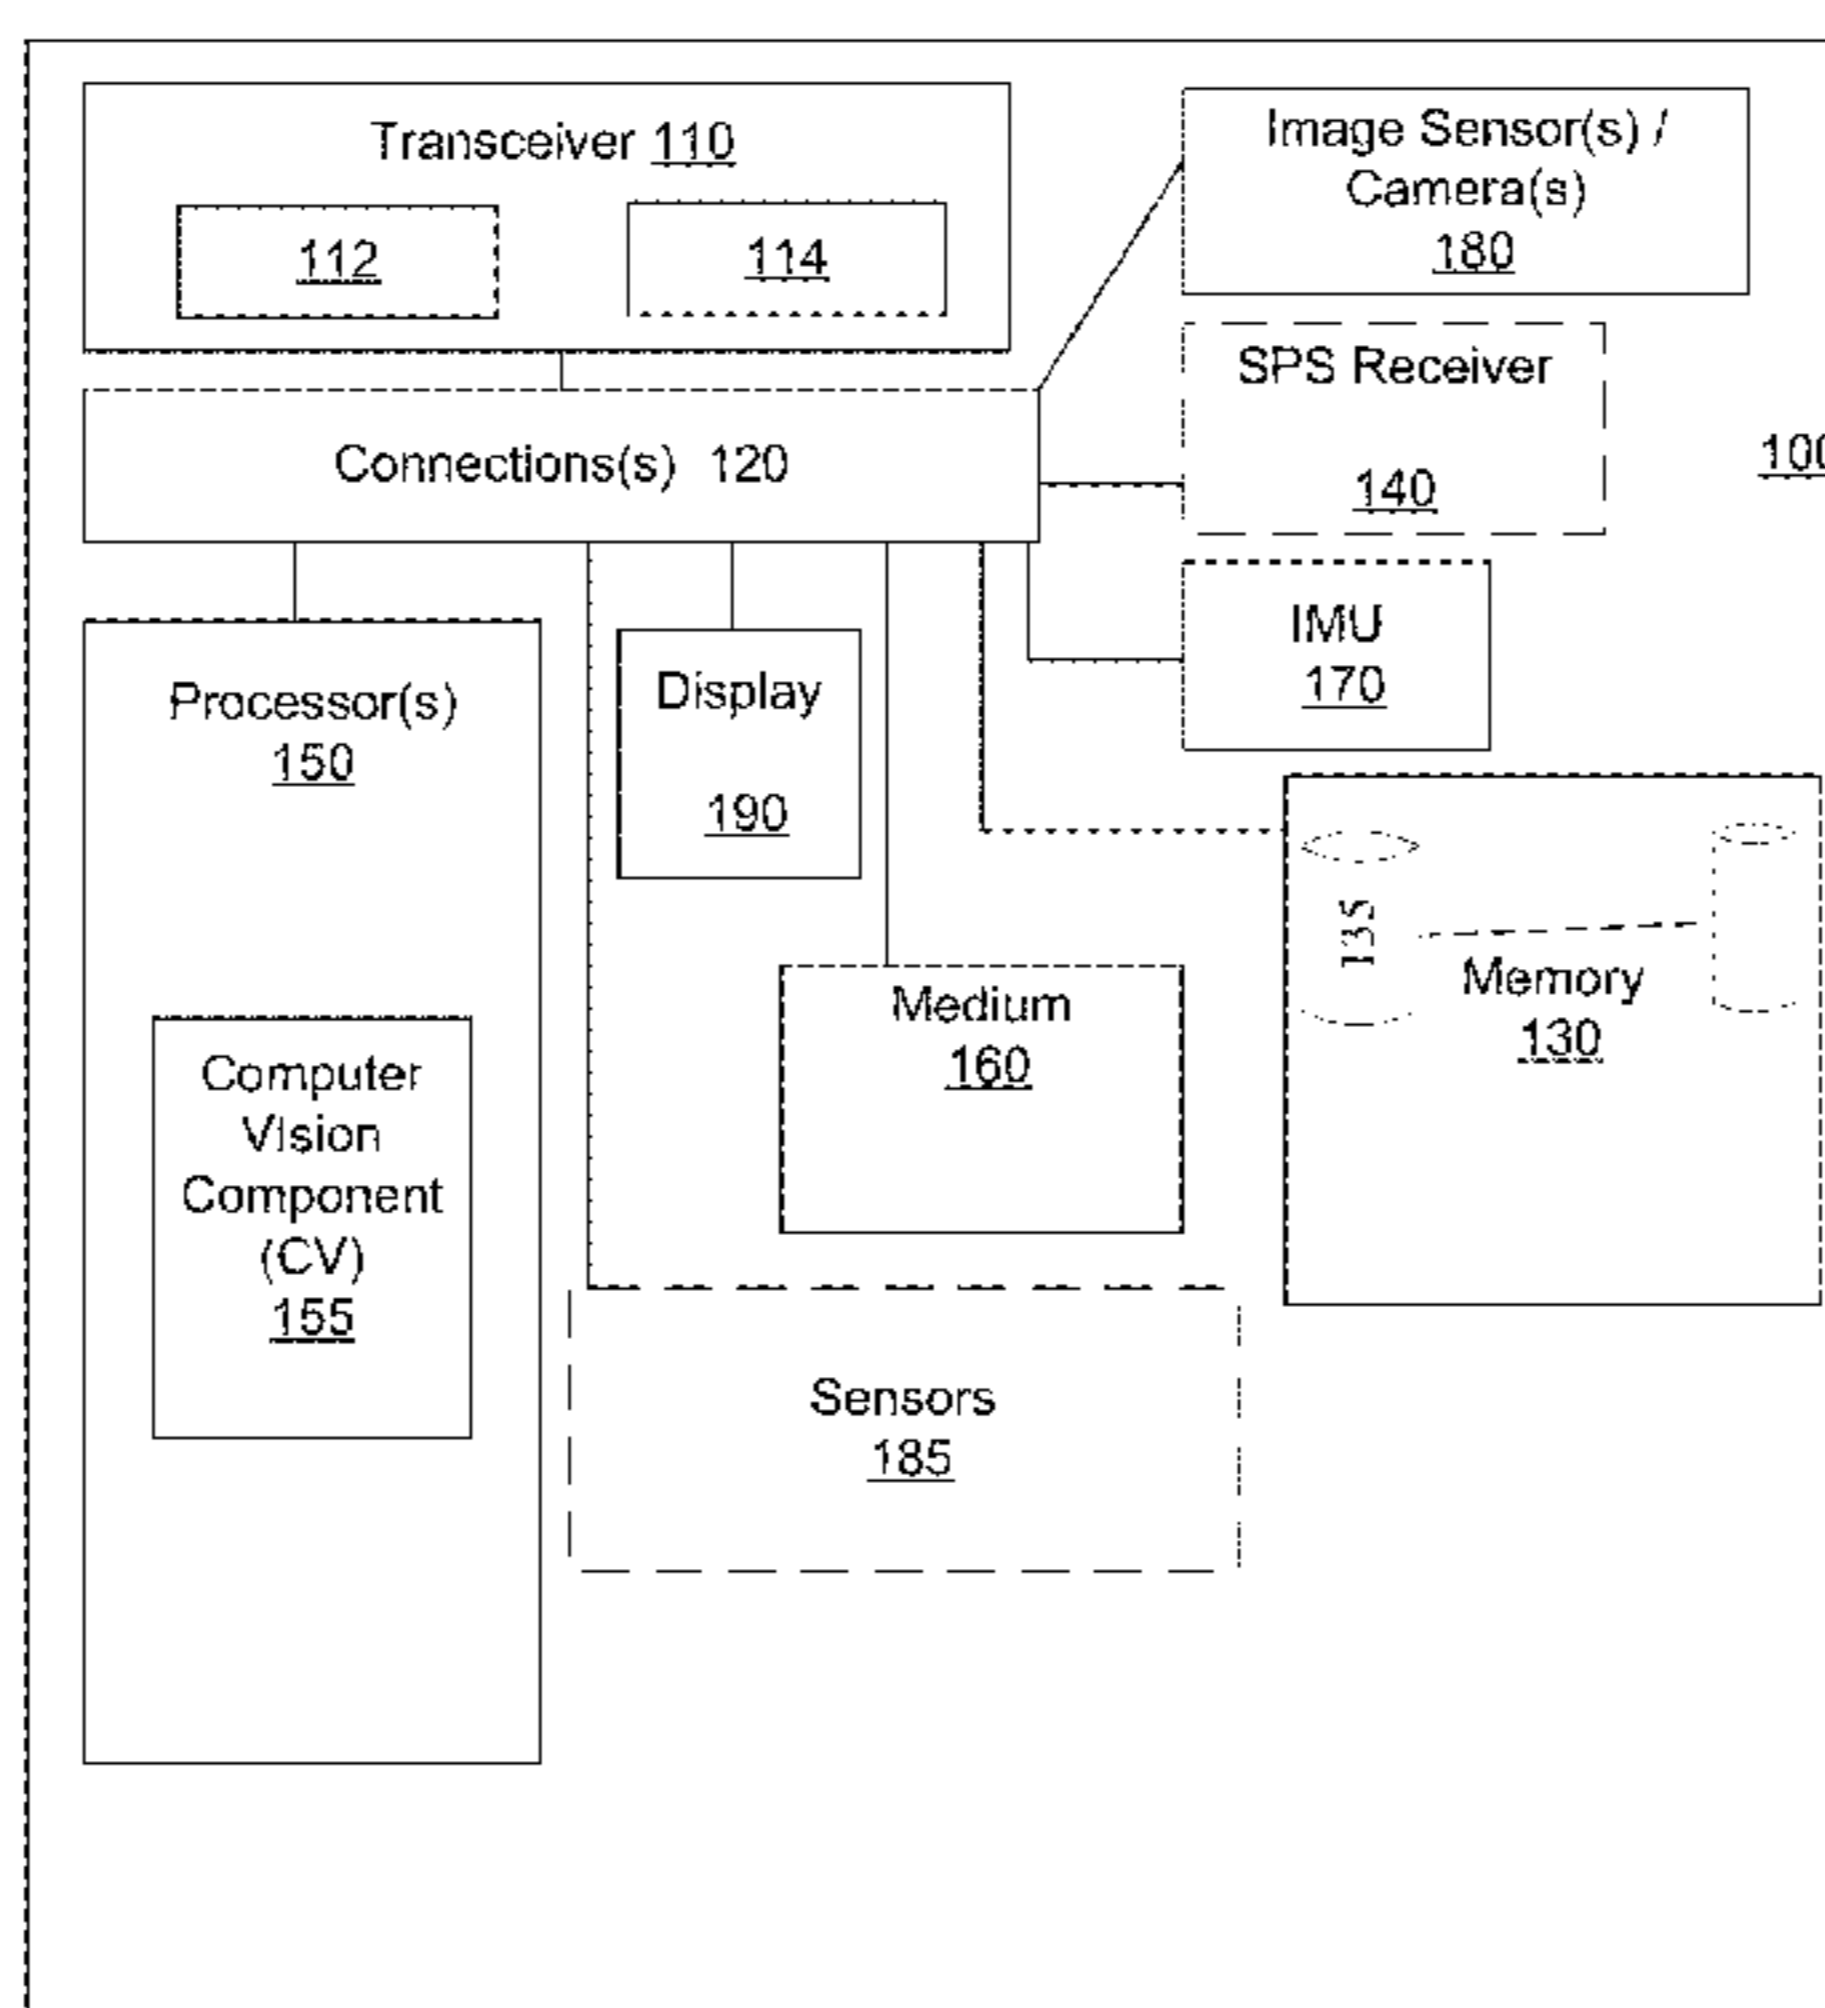 Transceiver 110
112
114
Image Sensor(s) /
Camera(s)
180
SPS Receiver
140
100
Connections(s) 120
IMU
170
Processor(s)
150
Display
190
135
Memory
130
Medium
160
Computer
VIsion
Component
(CV)
155
Sensors
185